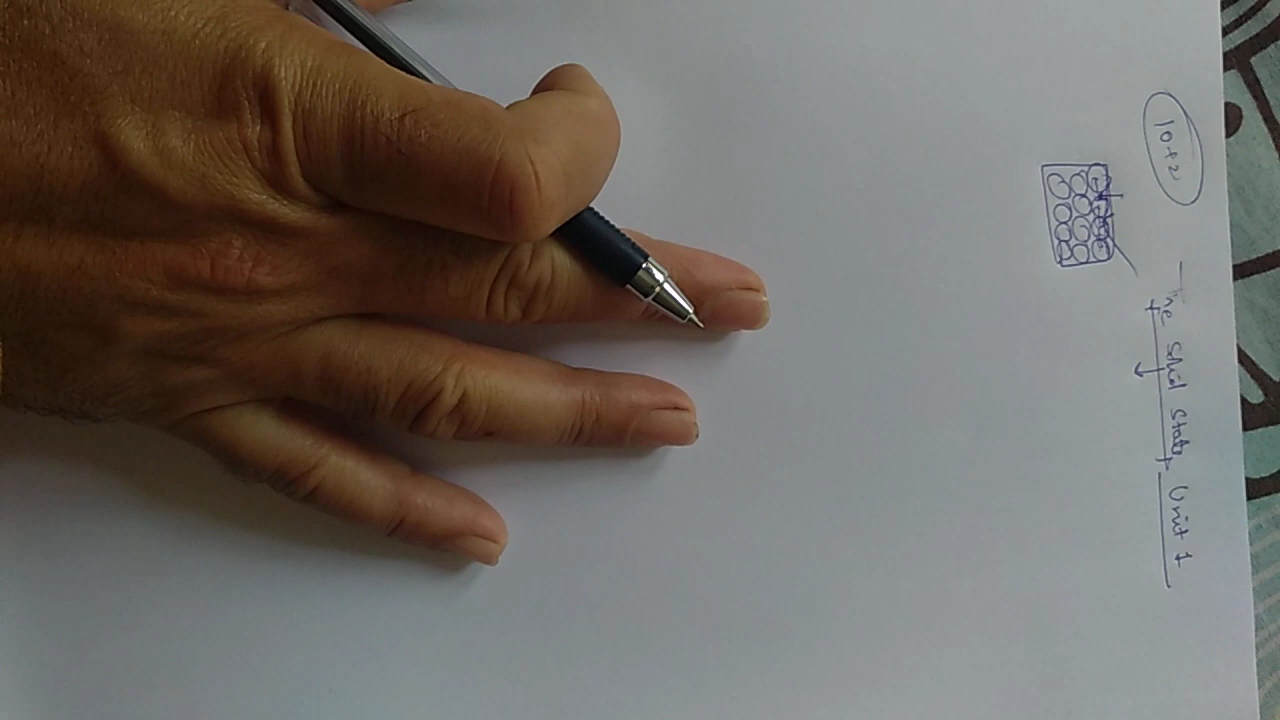 10+2
The Solid State, Unit 1